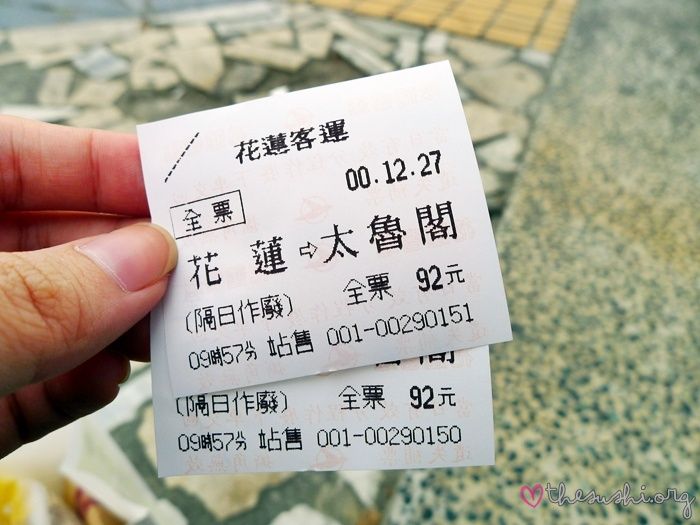 花蓮客運
00.12.27
全票
花蓮⇨太魯閣
(隔日作廢) 全票 92元
09時57分 站售 001-00290151
(隔日作廢) 全票 92元
09時57分 站售 001-00290150
♡thesushi.org